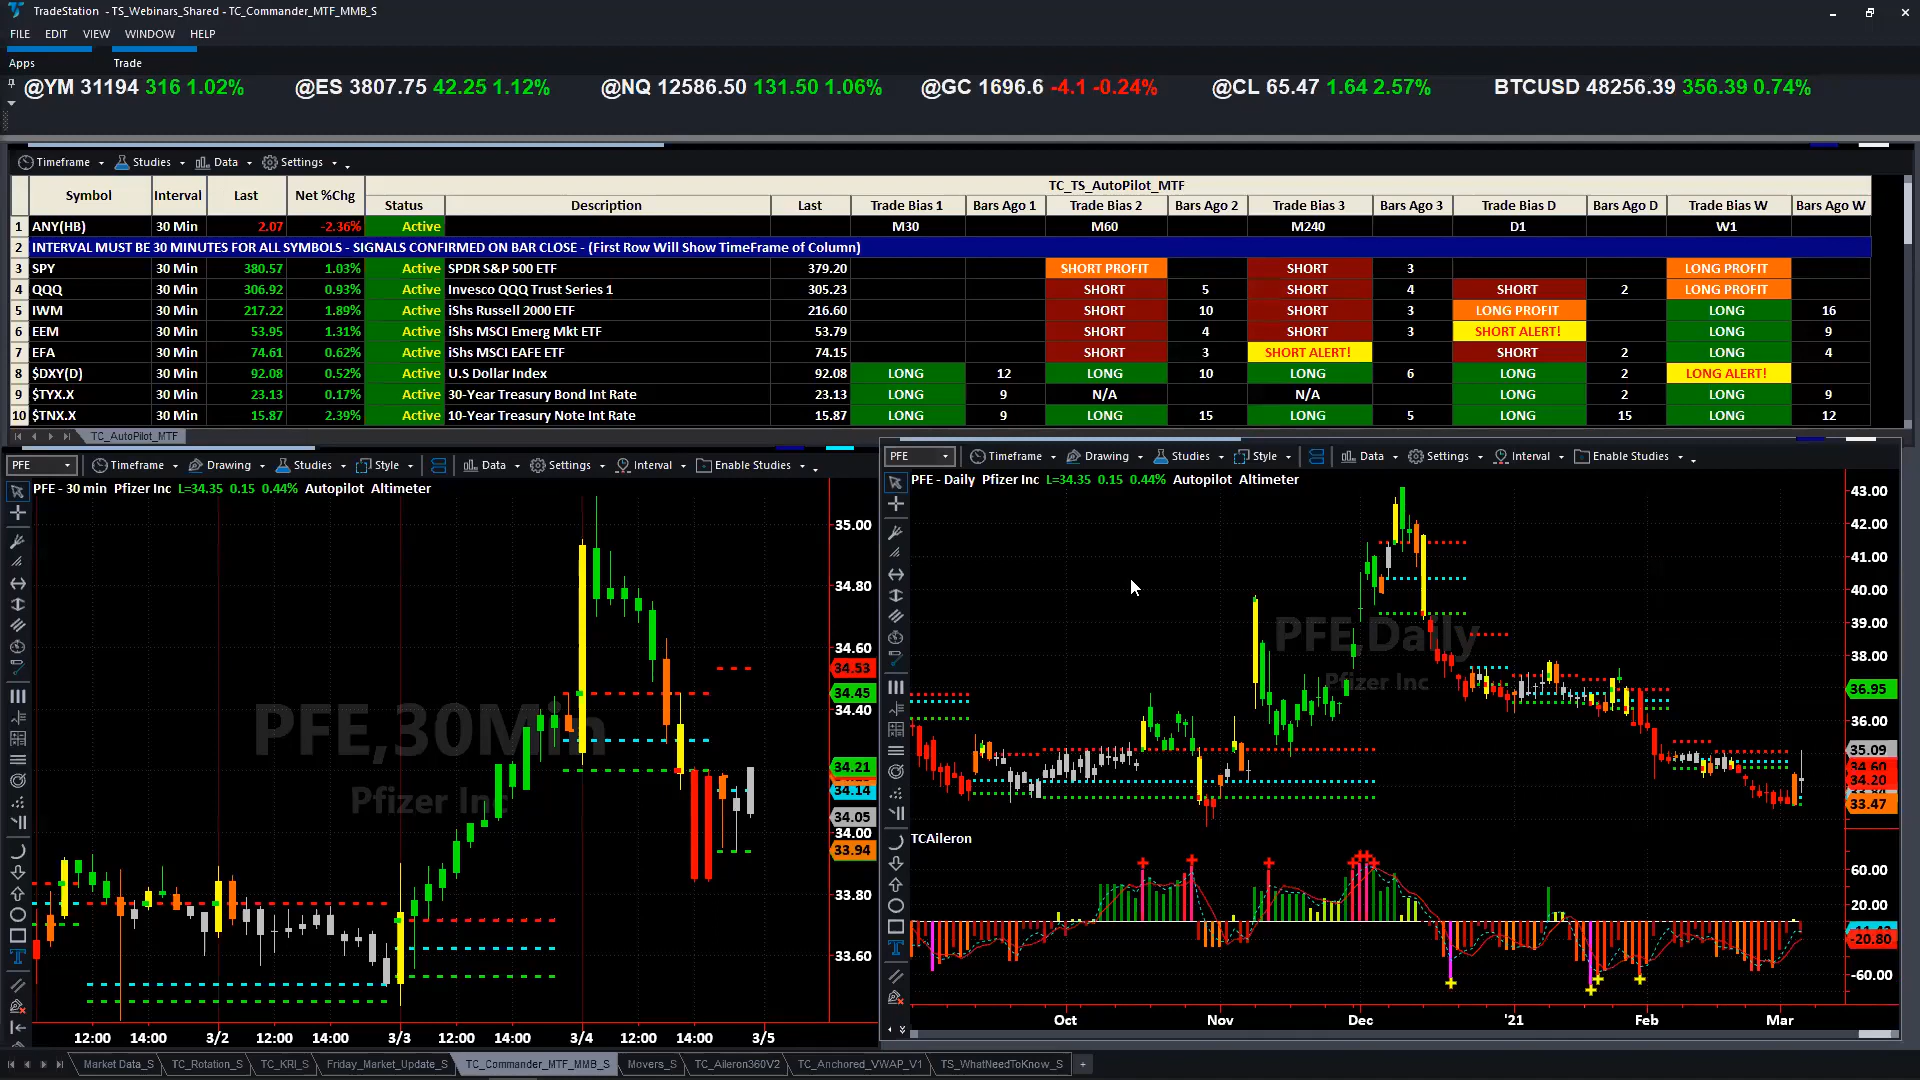 TradeStation - TS_Webinars_Shared - TC_Commander_MTF_MMB_S
FILE EDIT VIEW WINDOW HELP
Apps Trade
@YM 31194 316 1.02% @ES 3807.75 42.25 1.12% @NQ 12586.50 131.50 1.06% @GC 1696.6 -4.1 -0.24% @CL 65.47 1.64 2.57% BTCUSD 48256.39 356.39 0.74%
Timeframe Studies Data Settings
TC_TS_AutoPilot_MTF
Symbol Interval Last Net %Chg Status Description Last Trade Bias 1 Bars Ago 1 Trade Bias 2 Bars Ago 2 Trade Bias 3 Bars Ago 3 Trade Bias D Bars Ago D Trade Bias W Bars Ago W
1 ANY(HB) 30 Min 2.07 -2.36% Active M30 M60 M240 D1 W1
2 INTERVAL MUST BE 30 MINUTES FOR ALL SYMBOLS - SIGNALS CONFIRMED ON BAR CLOSE - (First Row Will Show TimeFrame of Column)
3 SPY 30 Min 380.57 1.03% Active SPDR S&P 500 ETF 379.20 SHORT PROFIT SHORT 3 LONG PROFIT
4 QQQ 30 Min 306.92 0.93% Active Invesco QQQ Trust Series 1 305.23 SHORT 5 SHORT 4 SHORT 2 LONG PROFIT
5 IWM 30 Min 217.22 1.89% Active iShs Russell 2000 ETF 216.60 SHORT 10 SHORT 3 LONG PROFIT LONG 16
6 EEM 30 Min 53.95 1.31% Active iShs MSCI Emerg Mkt ETF 53.79 SHORT 4 SHORT 3 SHORT ALERT! LONG 9
7 EFA 30 Min 74.61 0.62% Active iShs MSCI EAFE ETF 74.15 SHORT 3 SHORT ALERT! SHORT 2 LONG 4
8 $DXY(D) 30 Min 92.08 0.52% Active U.S Dollar Index 92.08 LONG 12 LONG 10 LONG 6 LONG 2 LONG ALERT!
9 $TYX.X 30 Min 23.13 0.17% Active 30-Year Treasury Bond Int Rate 23.13 LONG 9 N/A N/A LONG 2 LONG 9
10 $TNX.X 30 Min 15.87 2.39% Active 10-Year Treasury Note Int Rate 15.87 LONG 9 LONG 15 LONG 5 LONG 15 LONG 12
TC_AutoPilot_MTF
PFE Timeframe Drawing Studies Style Data Settings Interval Enable Studies
PFE - 30 min Pfizer Inc L=34.35 0.15 0.44% Autopilot Altimeter
PFE,30Min
Pfizer Inc
35.00
34.80
34.60
34.53
34.45
34.40
34.21
34.14
34.05
34.00
33.94
33.80
33.60
12:00 14:00 3/2 12:00 14:00 3/3 12:00 14:00 3/4 12:00 14:00 3/5
PFE Timeframe Drawing Studies Style Data Settings Interval Enable Studies
PFE - Daily Pfizer Inc L=34.35 0.15 0.44% Autopilot Altimeter
PFE,Daily
Pfizer Inc
43.00
42.00
41.00
40.00
39.00
38.00
36.95
36.00
35.09
34.60
34.20
33.47
TCAileron
60.00
20.00
-20.80
-60.00
Oct Nov Dec '21 Feb Mar
Market Data_S TC_Rotation_S TC_KRI_S Friday_Market_Update_S TC_Commander_MTF_MMB_S Movers_S TC_Aileron360V2 TC_Anchored_VWAP_V1 TS_WhatNeedToKnow_S +